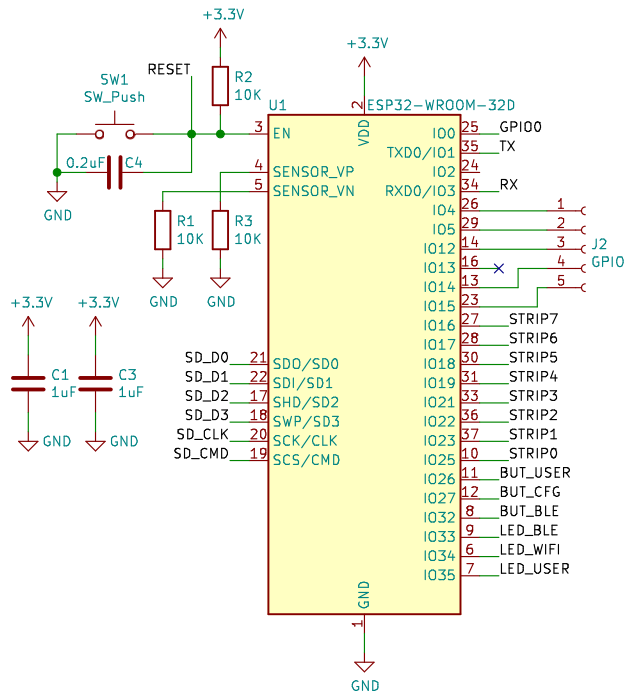 +3.3V
+3.3V
RESET
SW1
SW_Push
R2
10K
U1
ESP32-WROOM-32D
2
VDD
3
EN
0.2uF
C4
GND
4
SENSOR_VP
5
SENSOR_VN
R1
10K
R3
10K
GND
GND
25
IO0
GPIO0
35
TXD0/IO1
TX
24
IO2
34
RXD0/IO3
RX
26
IO4
1
29
IO5
2
14
IO12
3
J2
16
IO13
4
GPIO
13
IO14
5
23
IO15
27
IO16
STRIP7
28
IO17
STRIP6
30
IO18
STRIP5
31
IO19
STRIP4
33
IO21
STRIP3
36
IO22
STRIP2
37
IO23
STRIP1
10
IO25
STRIP0
11
IO26
BUT_USER
12
IO27
BUT_CFG
8
IO32
BUT_BLE
9
IO33
LED_BLE
6
IO34
LED_WIFI
7
IO35
LED_USER
+3.3V
+3.3V
C1
1uF
C3
1uF
GND
GND
SD_D0
21
SDO/SD0
SD_D1
22
SDI/SD1
SD_D2
17
SHD/SD2
SD_D3
18
SWP/SD3
SD_CLK
20
SCK/CLK
SD_CMD
19
SCS/CMD
GND
1
GND